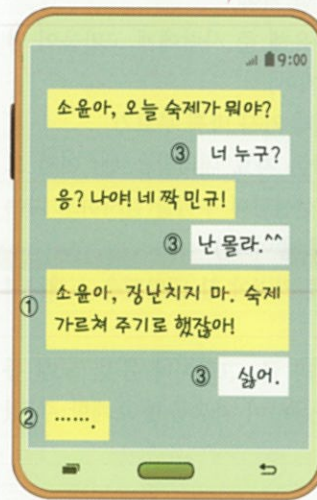 9:00
소윤아, 오늘 숙제가 뭐야?
③ 너 누구?
응? 나야! 네 짝 민규!
③ 난 몰라.^^
① 소윤아, 징난치지 마. 숙제
가르쳐 주기로 했잖아!
③ 싫어.
② …….